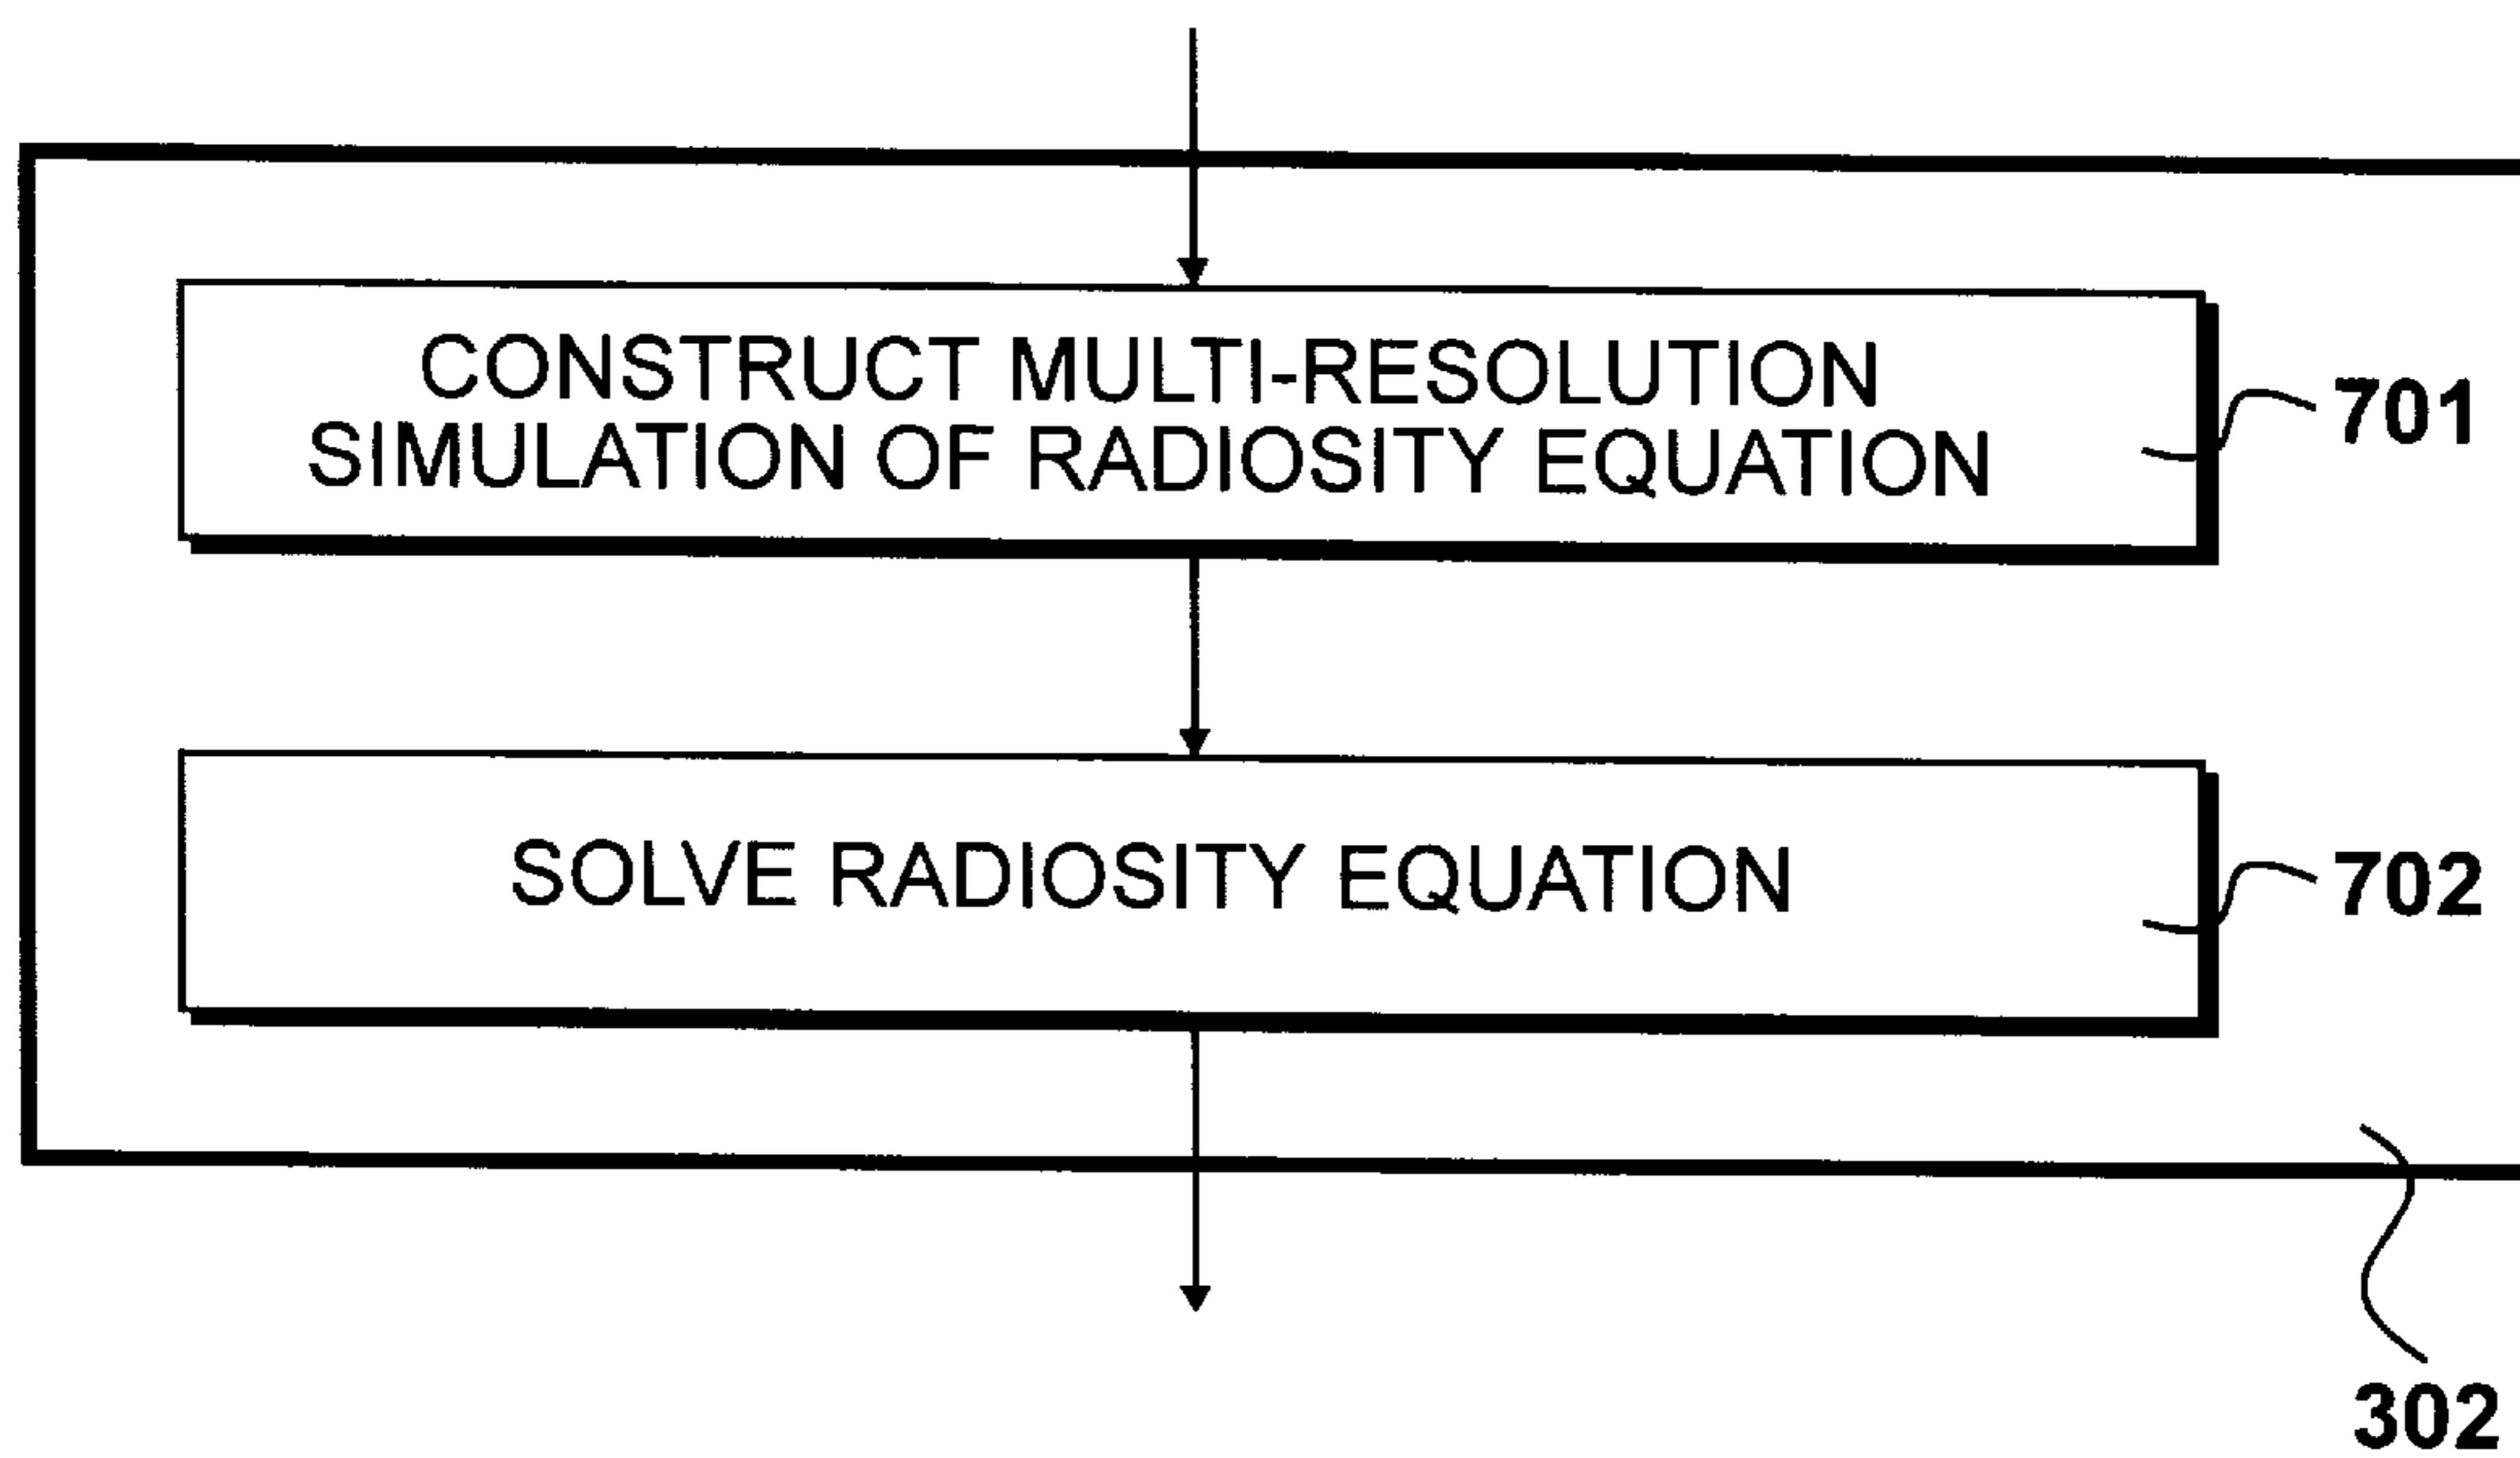 CONSTRUCT MULTI-RESOLUTION
SIMULATION OF RADIOSITY EQUATION
701
SOLVE RADIOSITY EQUATION
702
302